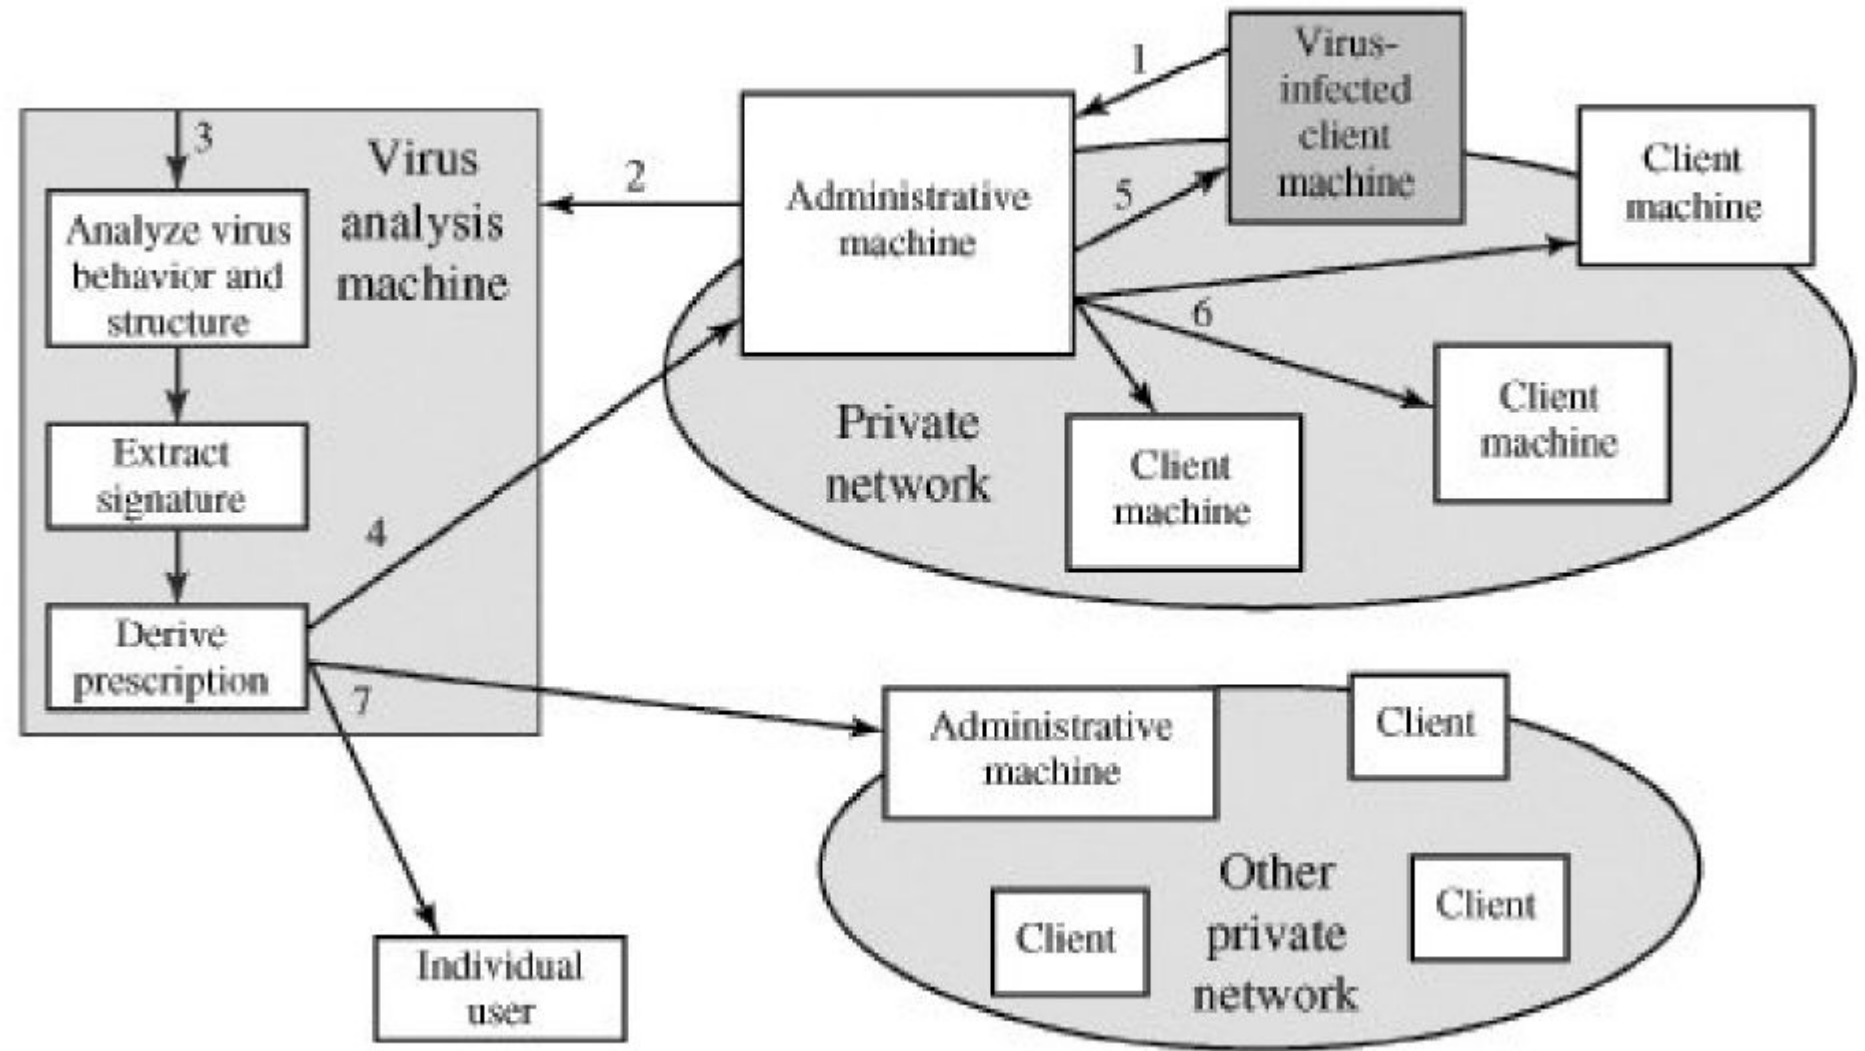 1
Virus-
infected
client
machine
Client
machine
3
Virus
analysis
machine
2
Administrative
machine
5
Analyze virus
behavior and
structure
6
Client
machine
Private
network
Client
machine
Extract
signature
4
Derive
prescription
7
Administrative
machine
Client
Other
private
network
Client
Client
Individual
user